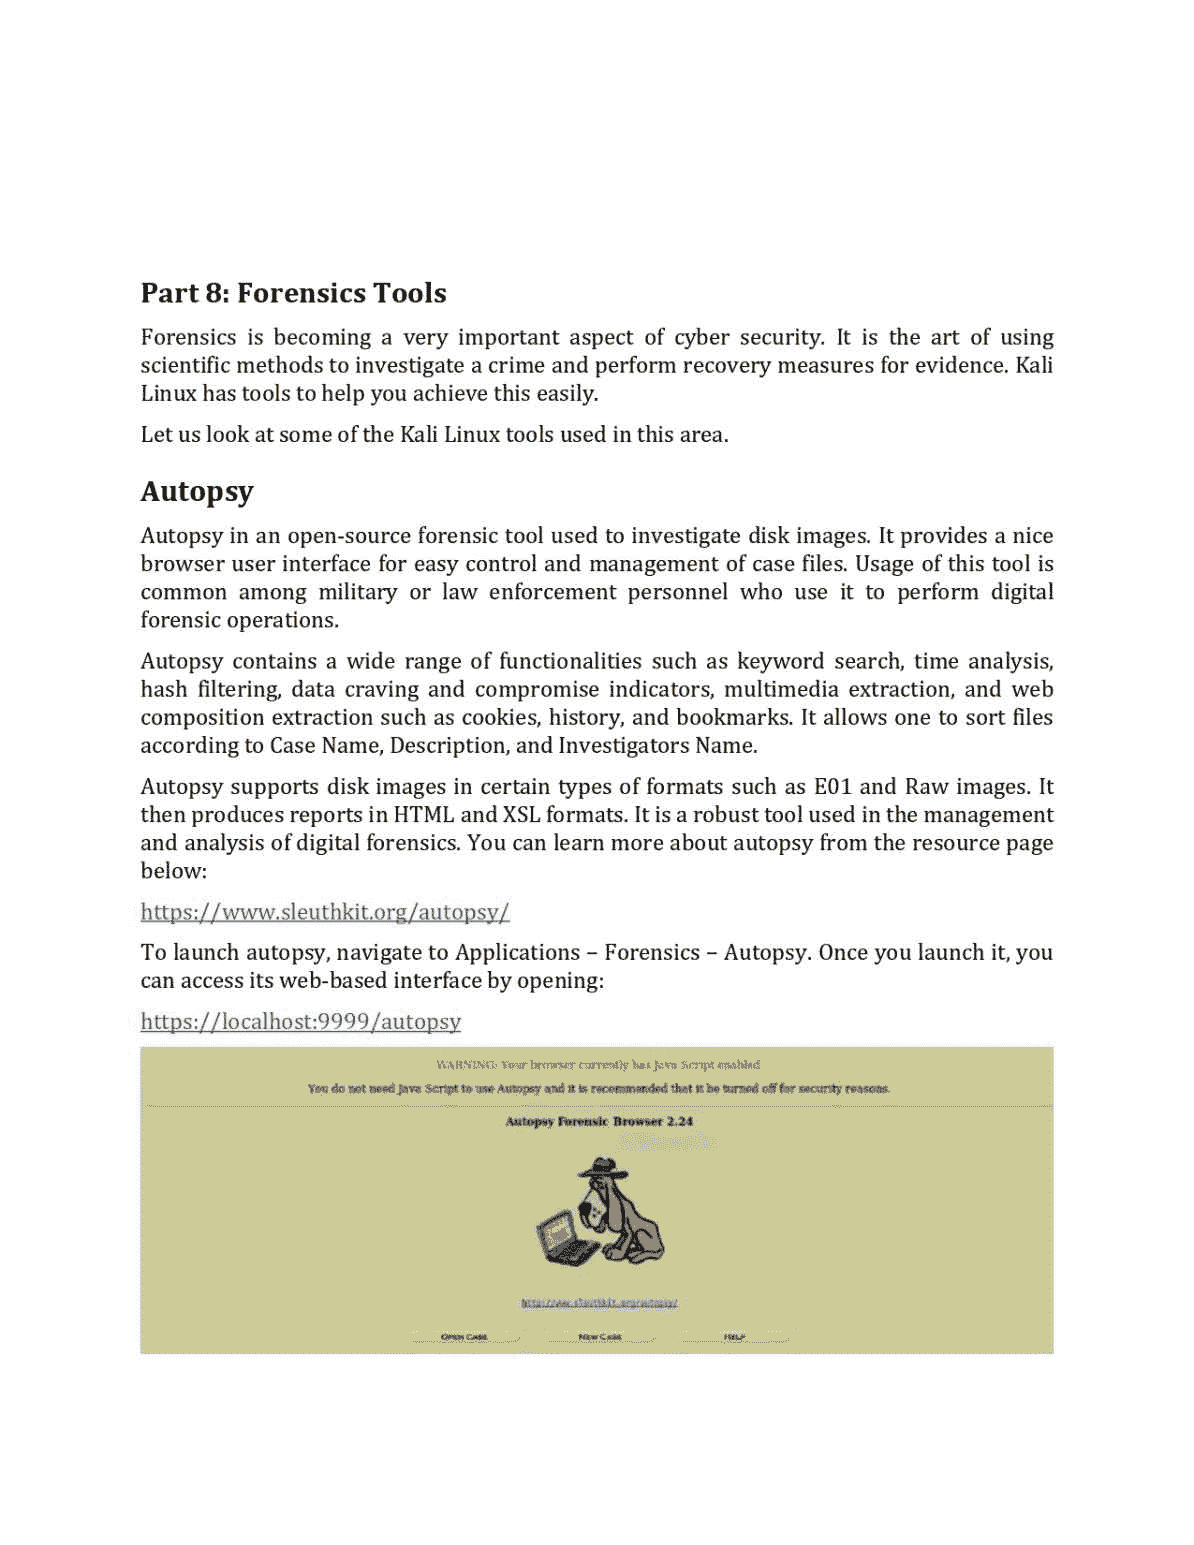 Part 8: Forensics Tools
Forensics is becoming a very important aspect of cyber security. It is the art of using
scientific methods to investigate a crime and perform recovery measures for evidence. Kali
Linux has tools to help you achieve this easily.
Let us look at some of the Kali Linux tools used in this area.
Autopsy
Autopsy in an open-source forensic tool used to investigate disk images. It provides a nice
browser user interface for easy control and management of case files. Usage of this tool is
common among military or law enforcement personnel who use it to perform digital
forensic operations.
Autopsy contains a wide range of functionalities such as keyword search, time analysis,
hash filtering, data craving and compromise indicators, multimedia extraction, and web
composition extraction such as cookies, history, and bookmarks. It allows one to sort files
according to Case Name, Description, and Investigators Name.
Autopsy supports disk images in certain types of formats such as E01 and Raw images. It
then produces reports in HTML and XSL formats. It is a robust tool used in the management
and analysis of digital forensics. You can learn more about autopsy from the resource page
below:
https://www.sleuthkit.org/autopsy/
To launch autopsy, navigate to Applications – Forensics – Autopsy. Once you launch it, you
can access its web-based interface by opening:
https://localhost:9999/autopsy
WARNING: Your browser currently has Java Script enabled
You do not need Java Script to use Autopsy and it is recommended that it be turned off for security reasons.
Autopsy Forensic Browser 2.24
OPEN CASE NEW CASE HELP